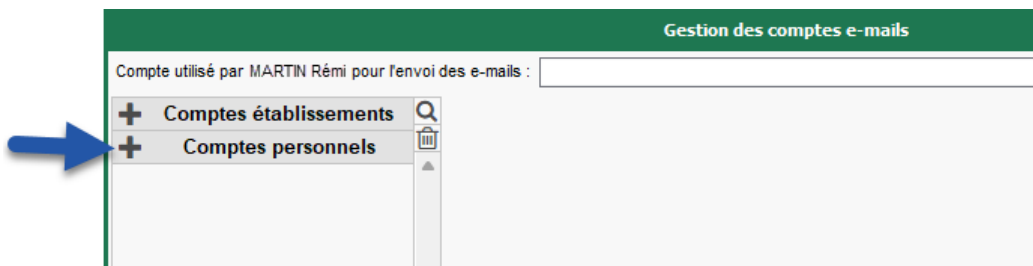 Gestion des comptes e-mails
Compte utilisé par MARTIN Rémi pour l'envoi des e-mails :
Comptes établissements
Comptes personnels